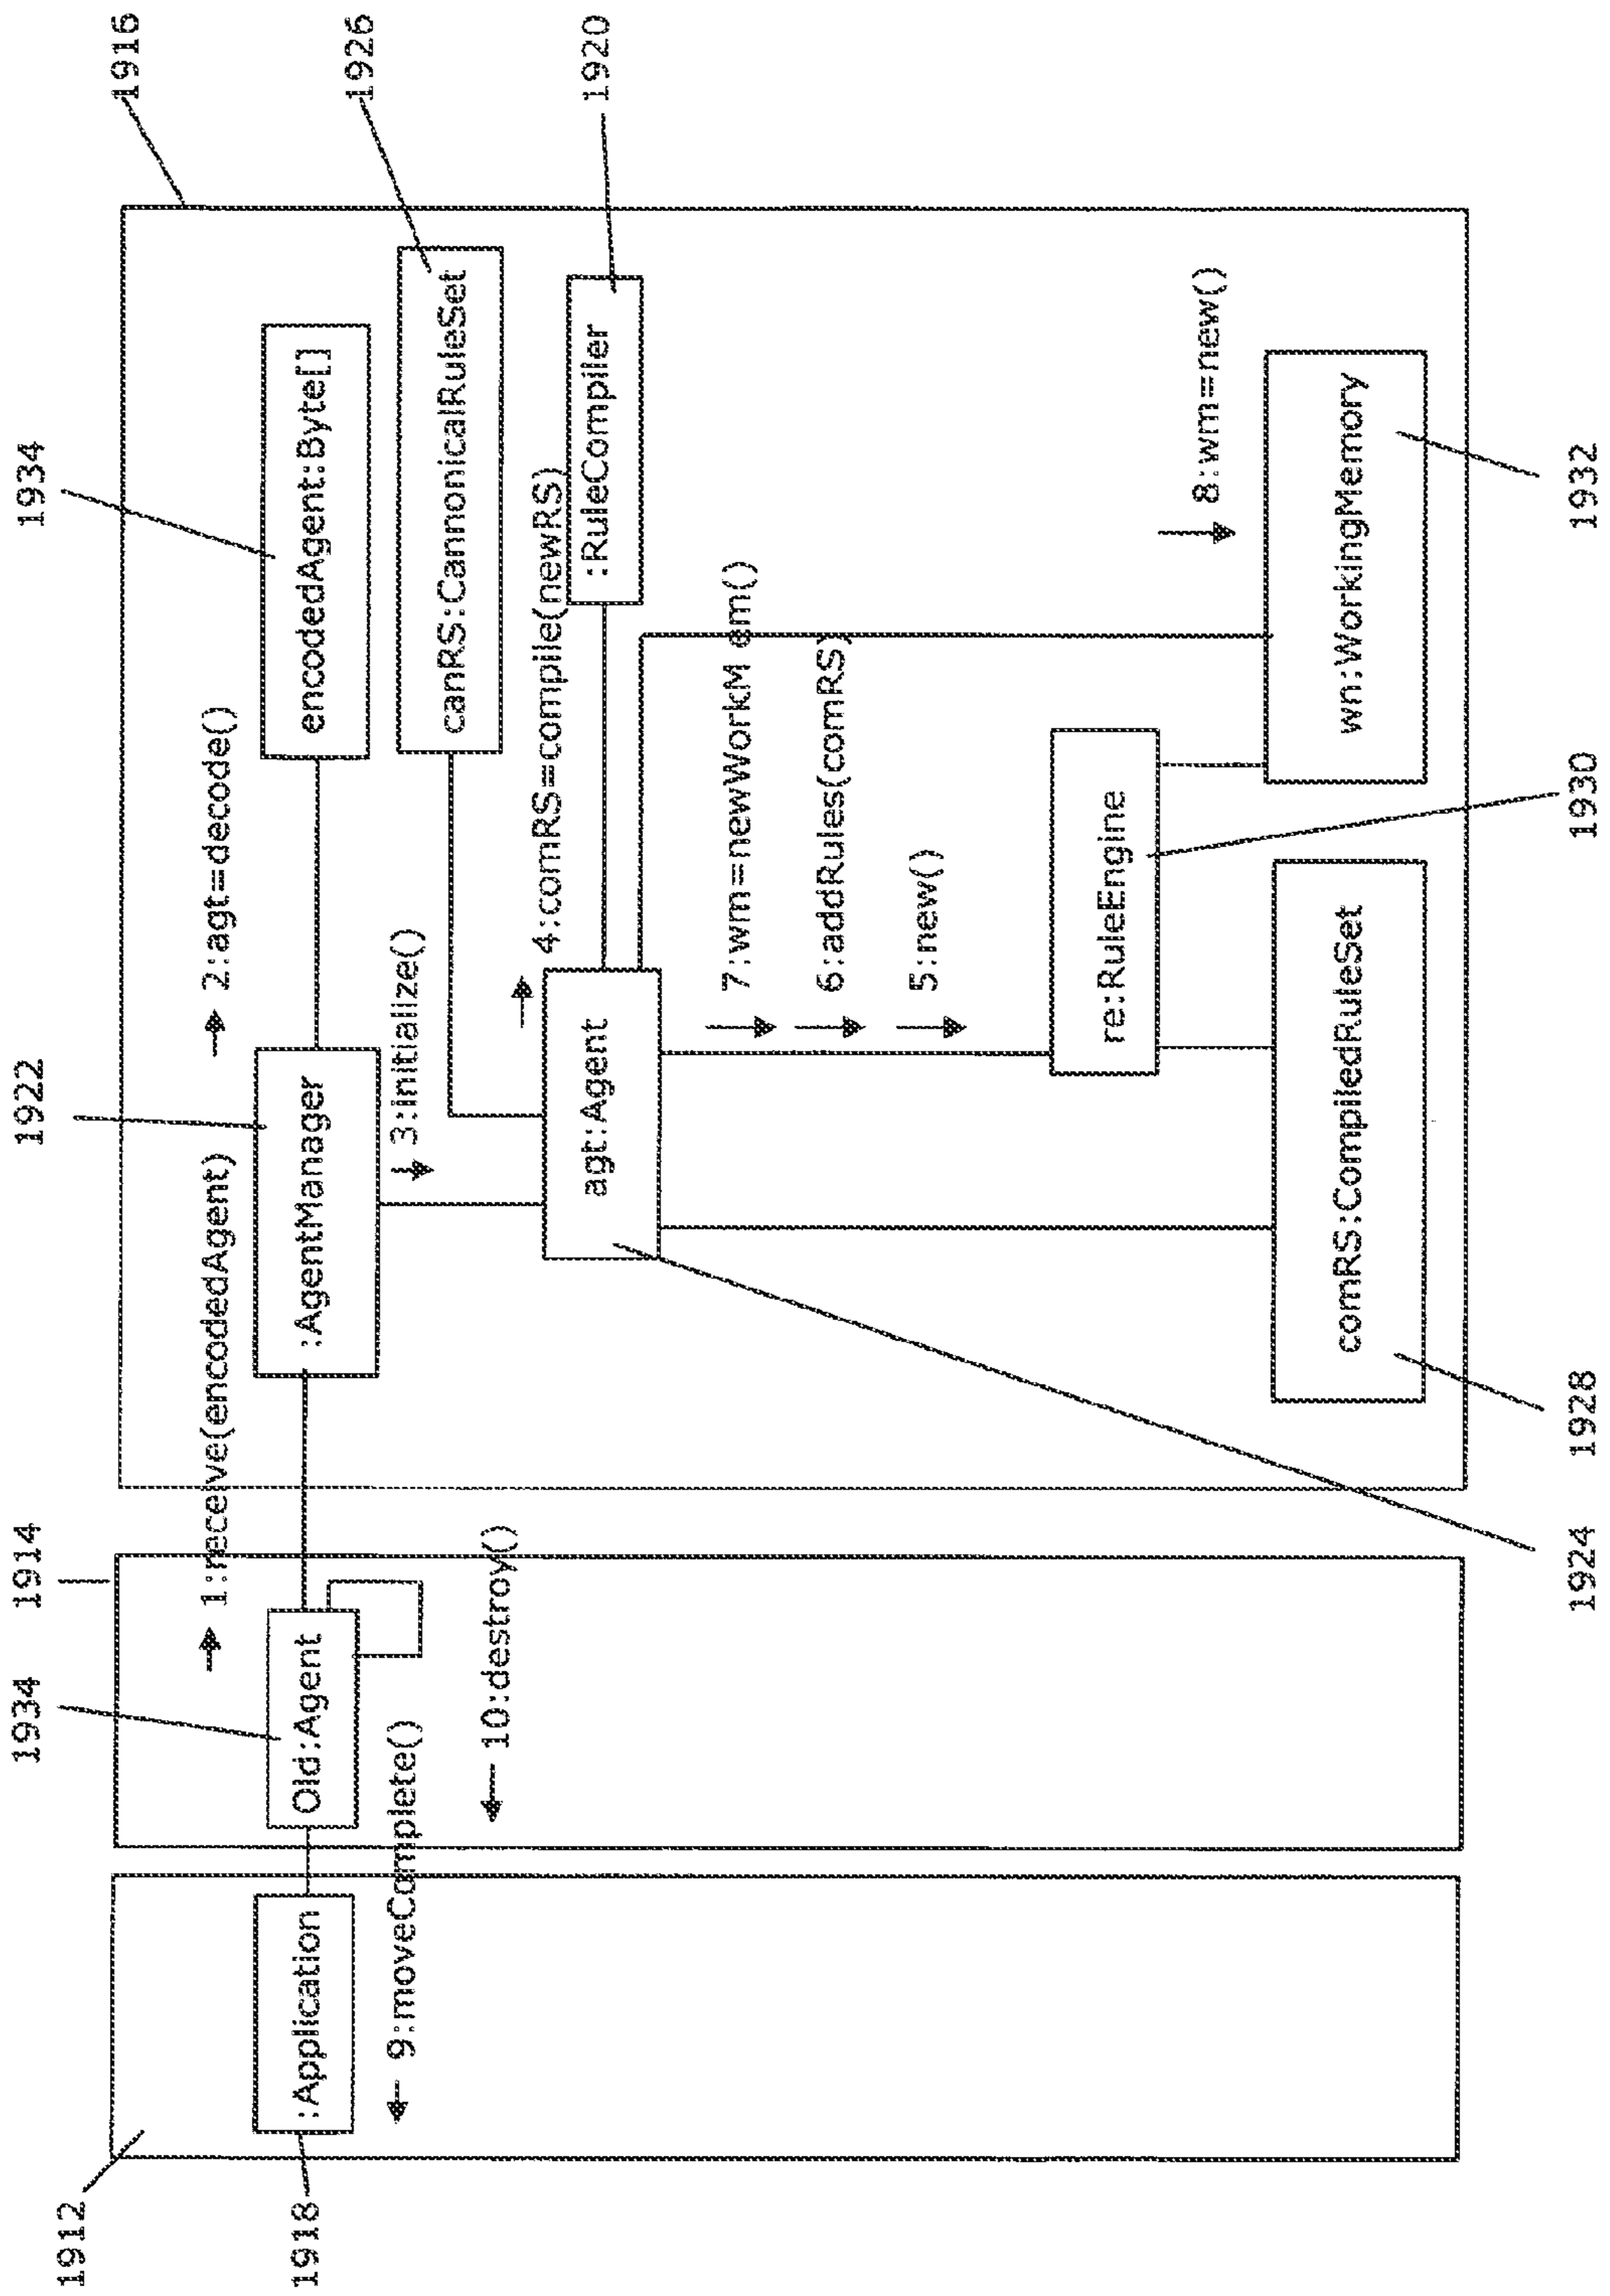 1934
1914
1934
1922
1916
1926
1920
1912
1918
1:receive(encodedAgent)
2:agt=decode()
:Application
Old:Agent
:AgentManager
encodedAgent:Byte[]
9:moveComplete()
3:initialize()
canRS:CannonicalRuleSet
10:destroy()
4:comRS=compile(newRS)
agt:Agent
:RuleCompiler
7:wm=newWorkM em()
6:addRules(comRS)
5:new()
re:RuleEngine
8:wm=new()
comRS:CompiledRuleSet
wn:WorkingMemory
1924
1928
1930
1932